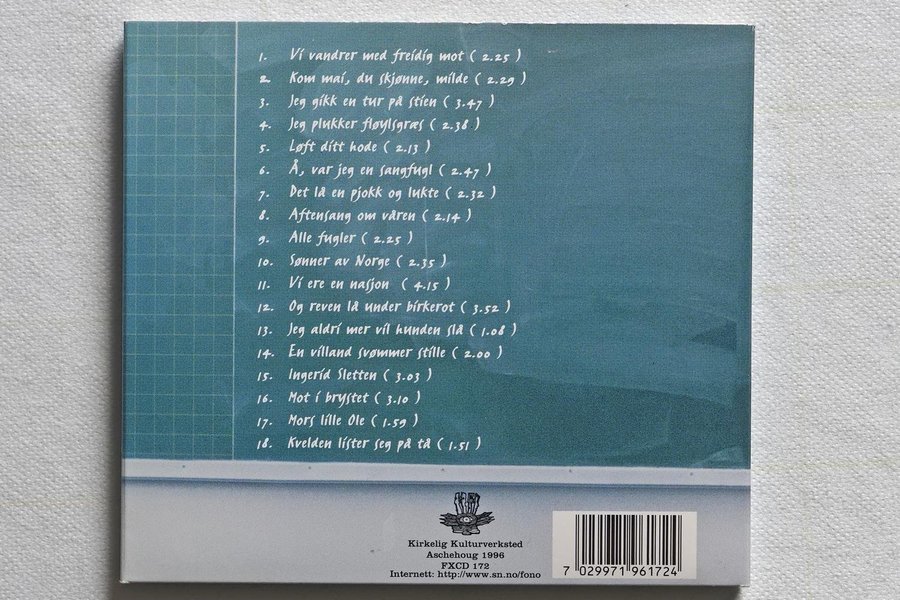 1. Vi vandrer med freidig mot ( 2.25 )
2. Kom mai, du skjønne, milde ( 2.29 )
3. Jeg gikk en tur på stien ( 3.47 )
4. Jeg plukker fløylsgræs ( 2.38 )
5. Løft ditt hode ( 2.13 )
6. Å, var jeg en sangfugl ( 2.47 )
7. Det lå en pjokk og lukte ( 2.32 )
8. Aftensang om våren ( 2.14 )
9. Alle fugler ( 2.25 )
10. Sønner av Norge ( 2.35 )
11. Vi ere en nasjon ( 4.15 )
12. Og reven lå under birkerot ( 3.52 )
13. Jeg aldri mer vil hunden slå ( 1.08 )
14. En villand svømmer stille ( 2.00 )
15. Ingerid Sletten ( 3.03 )
16. Mot i brystet ( 3.10 )
17. Mors lille Ole ( 1.59 )
18. Kvelden lister seg på tå ( 1.51 )
Kirkelig Kulturverksted
Aschehoug 1996
FXCD 172
Internett: http://www.sn.no/fono
7 029971 961724